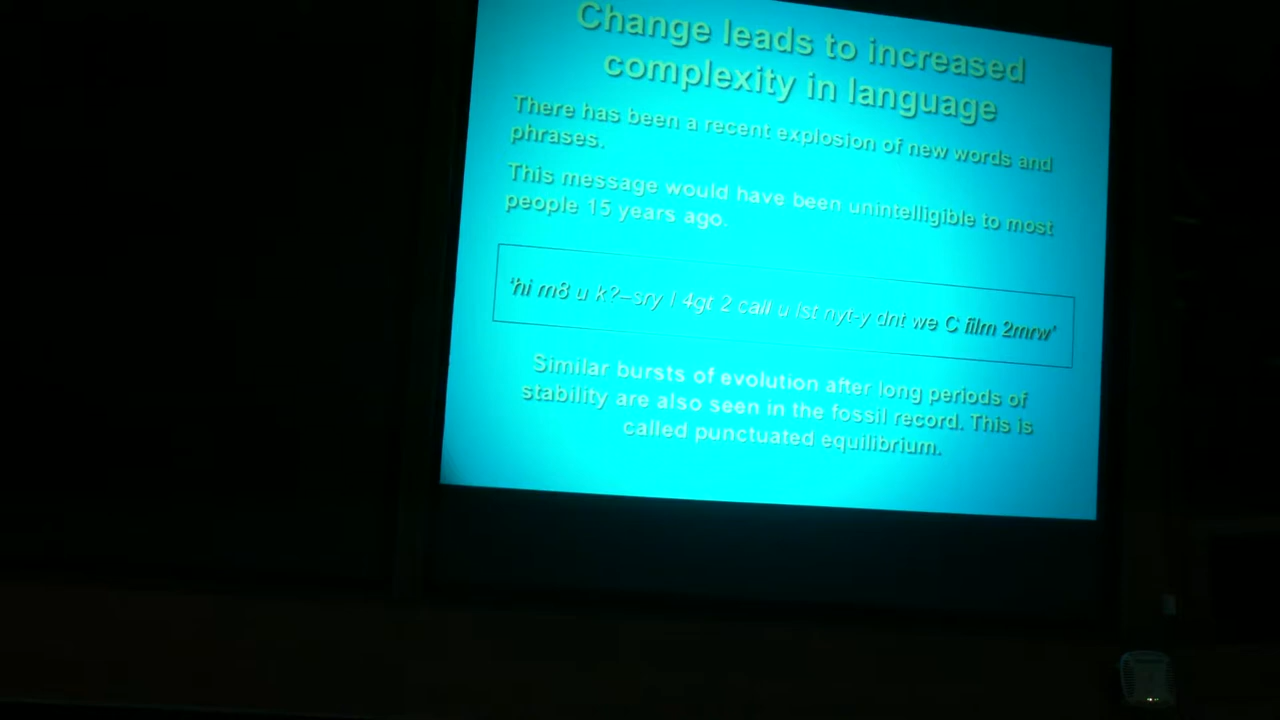 Change leads to increased
complexity in language
There has been a recent explosion of new words and
phrases.
This message would have been unintelligible to most
people 15 years ago.
'hi m8 u k?–sry I 4gt 2 call u lst nyt-y dnt we C film 2mrw'
Similar bursts of evolution after long periods of
stability are also seen in the fossil record. This is
called punctuated equilibrium.